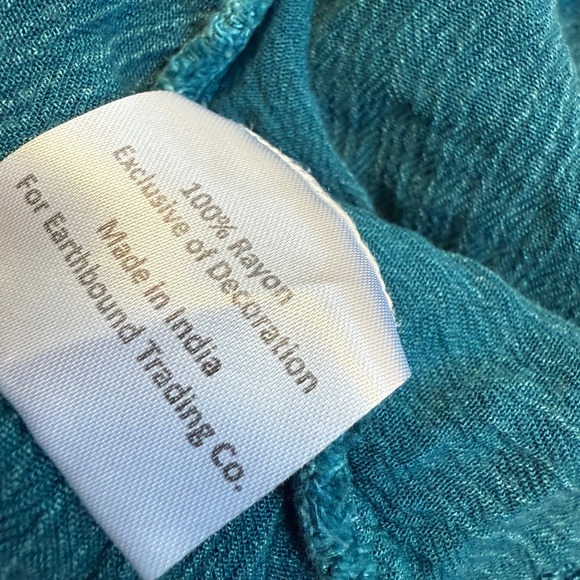 100% Rayon
Exclusive of Decoration
Made in India
For Earthbound Trading Co.